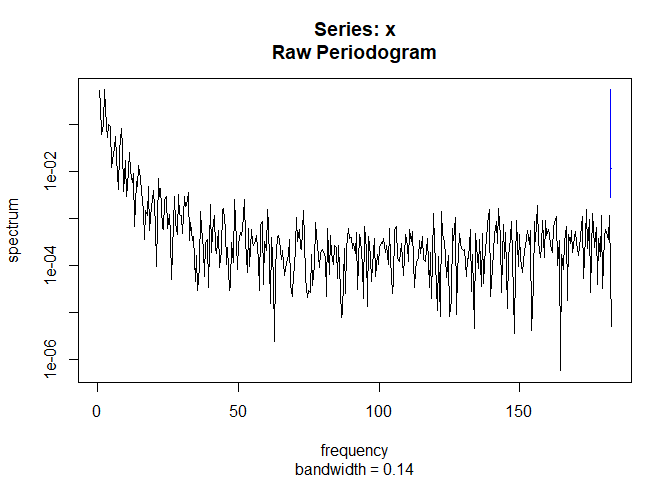 Series: x
Raw Periodogram
spectrum
1e-02
1e-04
1e-06
0 50 100 150
frequency
bandwidth = 0.14